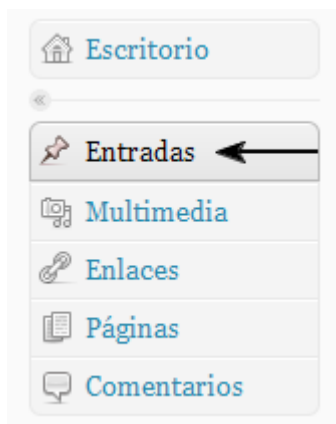 Escritorio
Entradas
Multimedia
Enlaces
Páginas
Comentarios